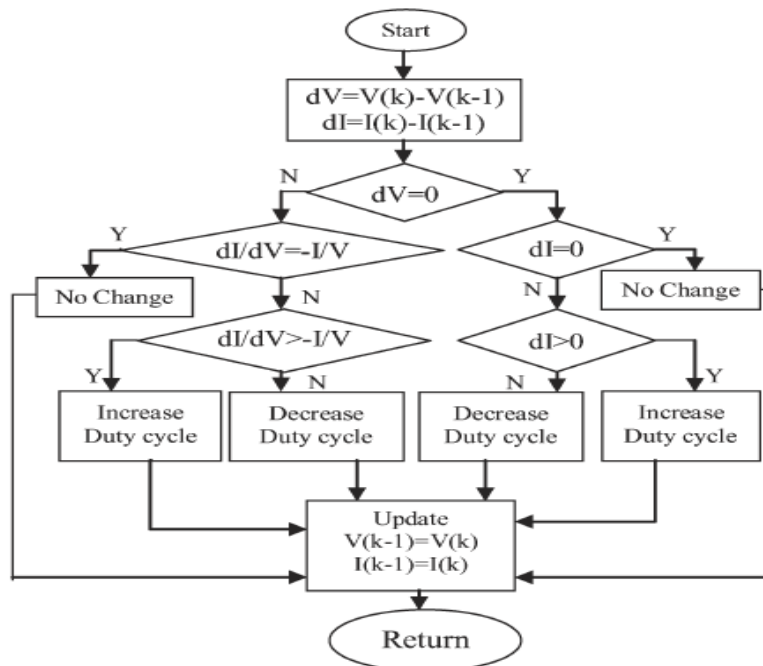 Start
dV=V(k)-V(k-1)
dI=I(k)-I(k-1)
N
dV=0
Y
Y
dI/dV=-I/V
dI=0
Y
No Change
N
N
No Change
dI/dV>-I/V
dI>0
Y
N
N
Y
Increase
Duty cycle
Decrease
Duty cycle
Decrease
Duty cycle
Increase
Duty cycle
Update
V(k-1)=V(k)
I(k-1)=I(k)
Return